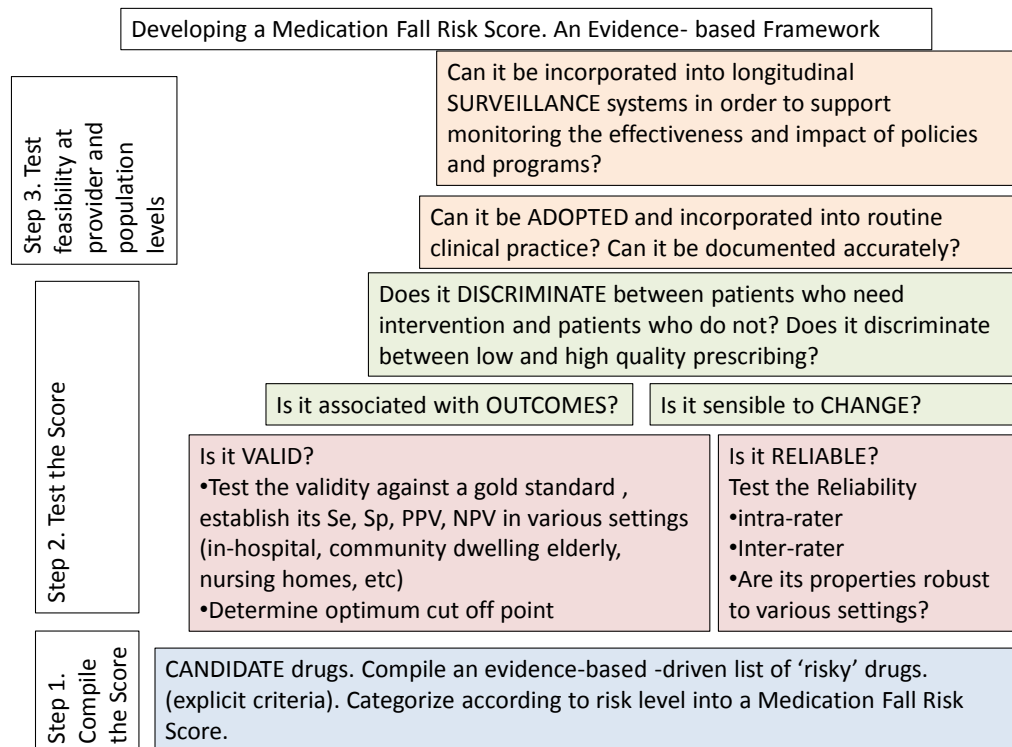 Developing a Medication Fall Risk Score. An Evidence- based Framework
Step 3. Test
feasibility at
provider and
population
levels
Can it be incorporated into longitudinal
SURVEILLANCE systems in order to support
monitoring the effectiveness and impact of policies
and programs?
Can it be ADOPTED and incorporated into routine
clinical practice? Can it be documented accurately?
Step 2. Test the Score
Does it DISCRIMINATE between patients who need
intervention and patients who do not? Does it discriminate
between low and high quality prescribing?
Is it associated with OUTCOMES?
Is it sensible to CHANGE?
Is it VALID?
•Test the validity against a gold standard ,
establish its Se, Sp, PPV, NPV in various settings
(in-hospital, community dwelling elderly,
nursing homes, etc)
•Determine optimum cut off point
Is it RELIABLE?
Test the Reliability
•intra-rater
•Inter-rater
•Are its properties robust
to various settings?
Step 1.
Compile
the Score
CANDIDATE drugs. Compile an evidence-based -driven list of ‘risky’ drugs.
(explicit criteria). Categorize according to risk level into a Medication Fall Risk
Score.